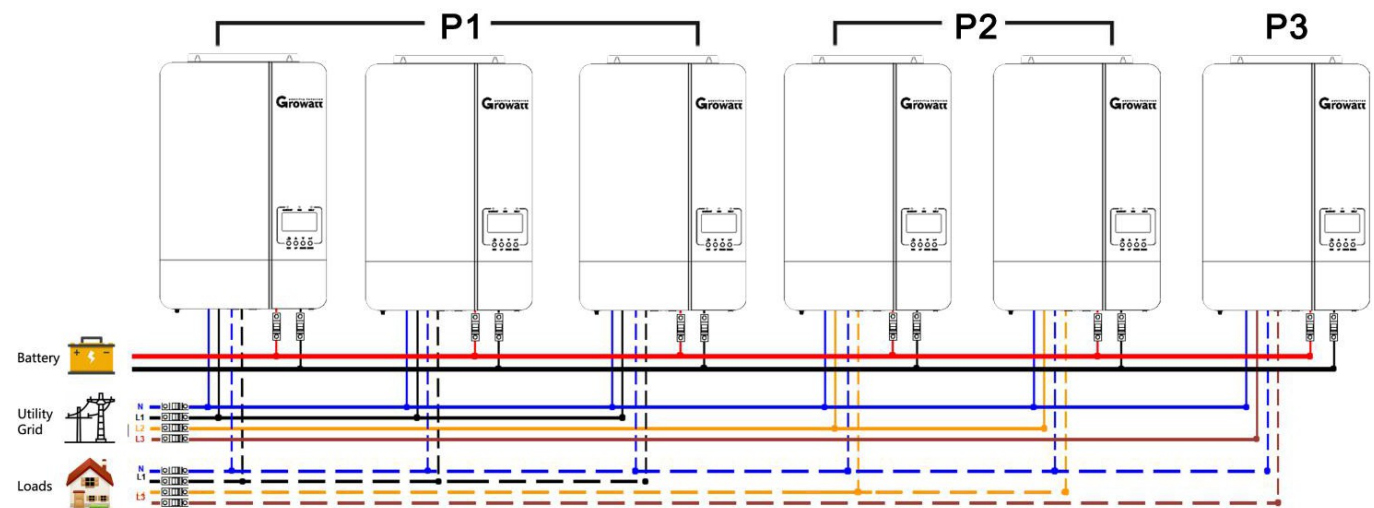 P1
P2
P3
Growatt
Growatt
Growatt
Growatt
Growatt
Growatt
Battery
+ -
Utility
Grid
N
L1
L2
L3
Loads
N
L1
L3